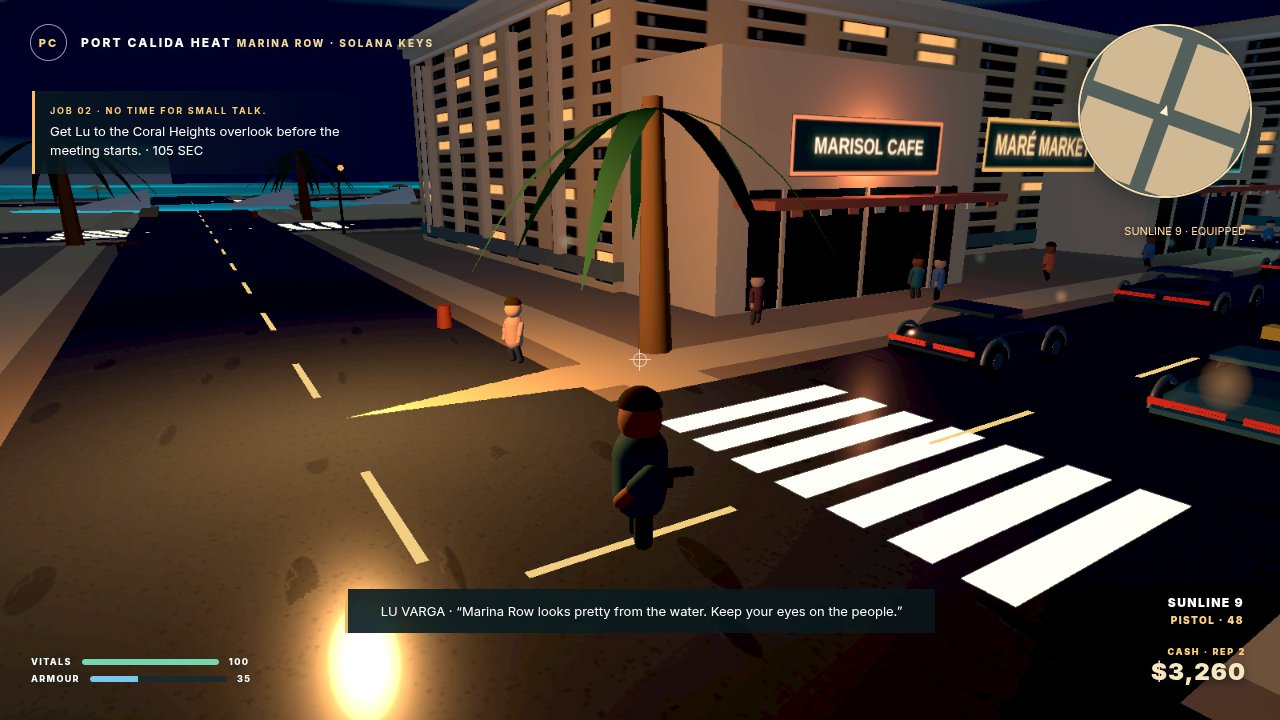 PC
PORT CALIDA HEAT MARINA ROW · SOLANA KEYS
JOB 02 · NO TIME FOR SMALL TALK.
Get Lu to the Coral Heights overlook before the
meeting starts. · 105 SEC
MARISOL CAFE
MARÉ MARKE
SUNLINE 9 · EQUIPPED
LU VARGA · “Marina Row looks pretty from the water. Keep your eyes on the people.”
SUNLINE 9
PISTOL · 48
CASH · REP 2
$3,260
VITALS 100
ARMOUR 35